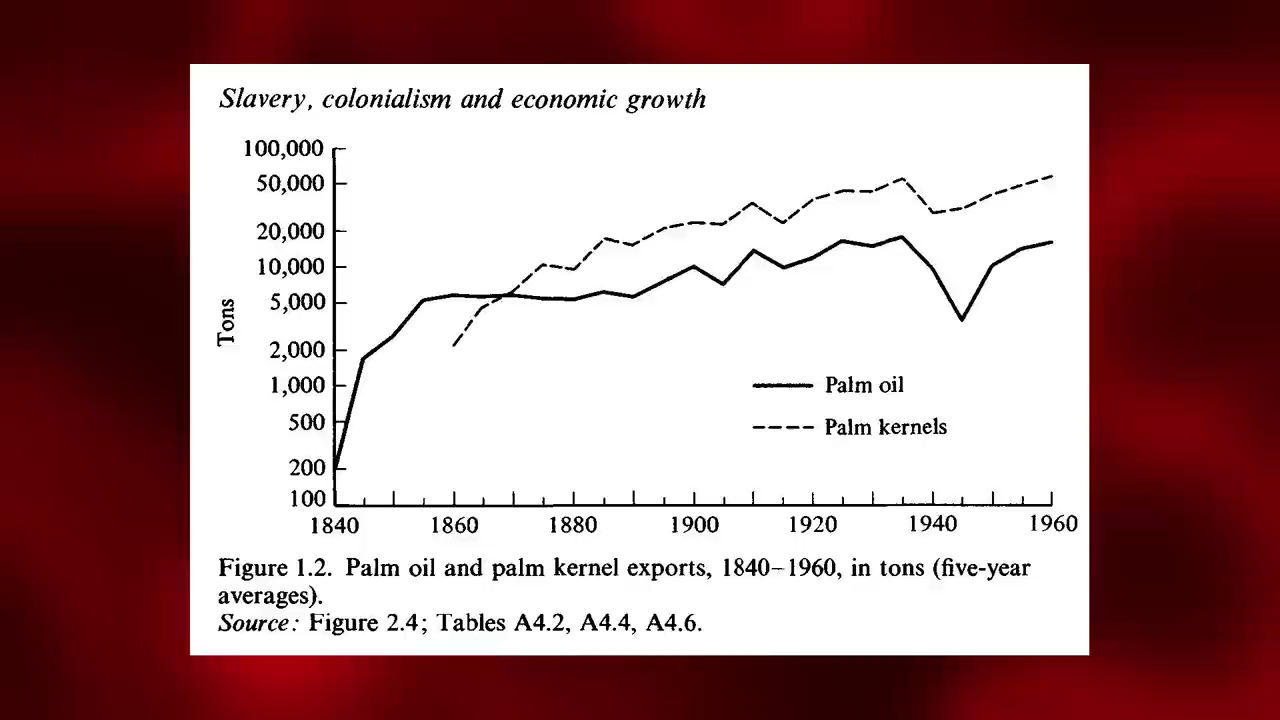 Slavery, colonialism and economic growth
100,000
50,000
20,000
10,000
5,000
2,000
1,000
500
200
100
Tons
Palm oil
Palm kernels
1840 1860 1880 1900 1920 1940 1960
Figure 1.2. Palm oil and palm kernel exports, 1840–1960, in tons (five-year
averages).
Source: Figure 2.4; Tables A4.2, A4.4, A4.6.